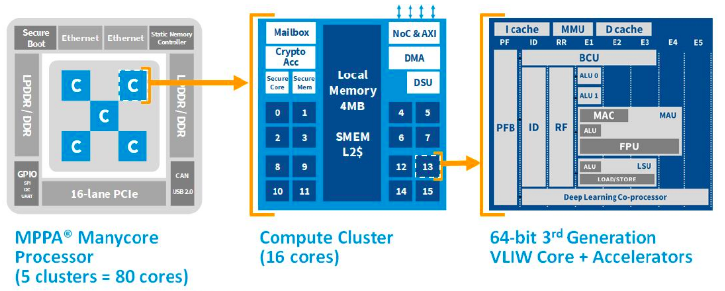 Secure Boot
Ethernet
Ethernet
Static Memory Controller
LPDDR / DDR
C
C
C
C
C
LPDDR / DDR
GPIO
SPI
I2C
UART
16-lane PCIe
CAN
USB 2.0
MPPA® Manycore
Processor
(5 clusters = 80 cores)
Mailbox
Crypto
Acc
Secure
Core
Secure
Mem
Local
Memory
4MB
SMEM
L2$
NoC & AXI
DMA
DSU
0 1
2 3
8 9
10 11
4 5
6 7
12 13
14 15
Compute Cluster
(16 cores)
I cache MMU D cache
PF ID RR E1 E2 E3 E4 E5
BCU
PFB
ID
RF
ALU 0
ALU 1
MAC
MAU
ALU
FPU
ALU
LSU
LOAD/STORE
Deep Learning Co-processor
64-bit 3rd Generation
VLIW Core + Accelerators